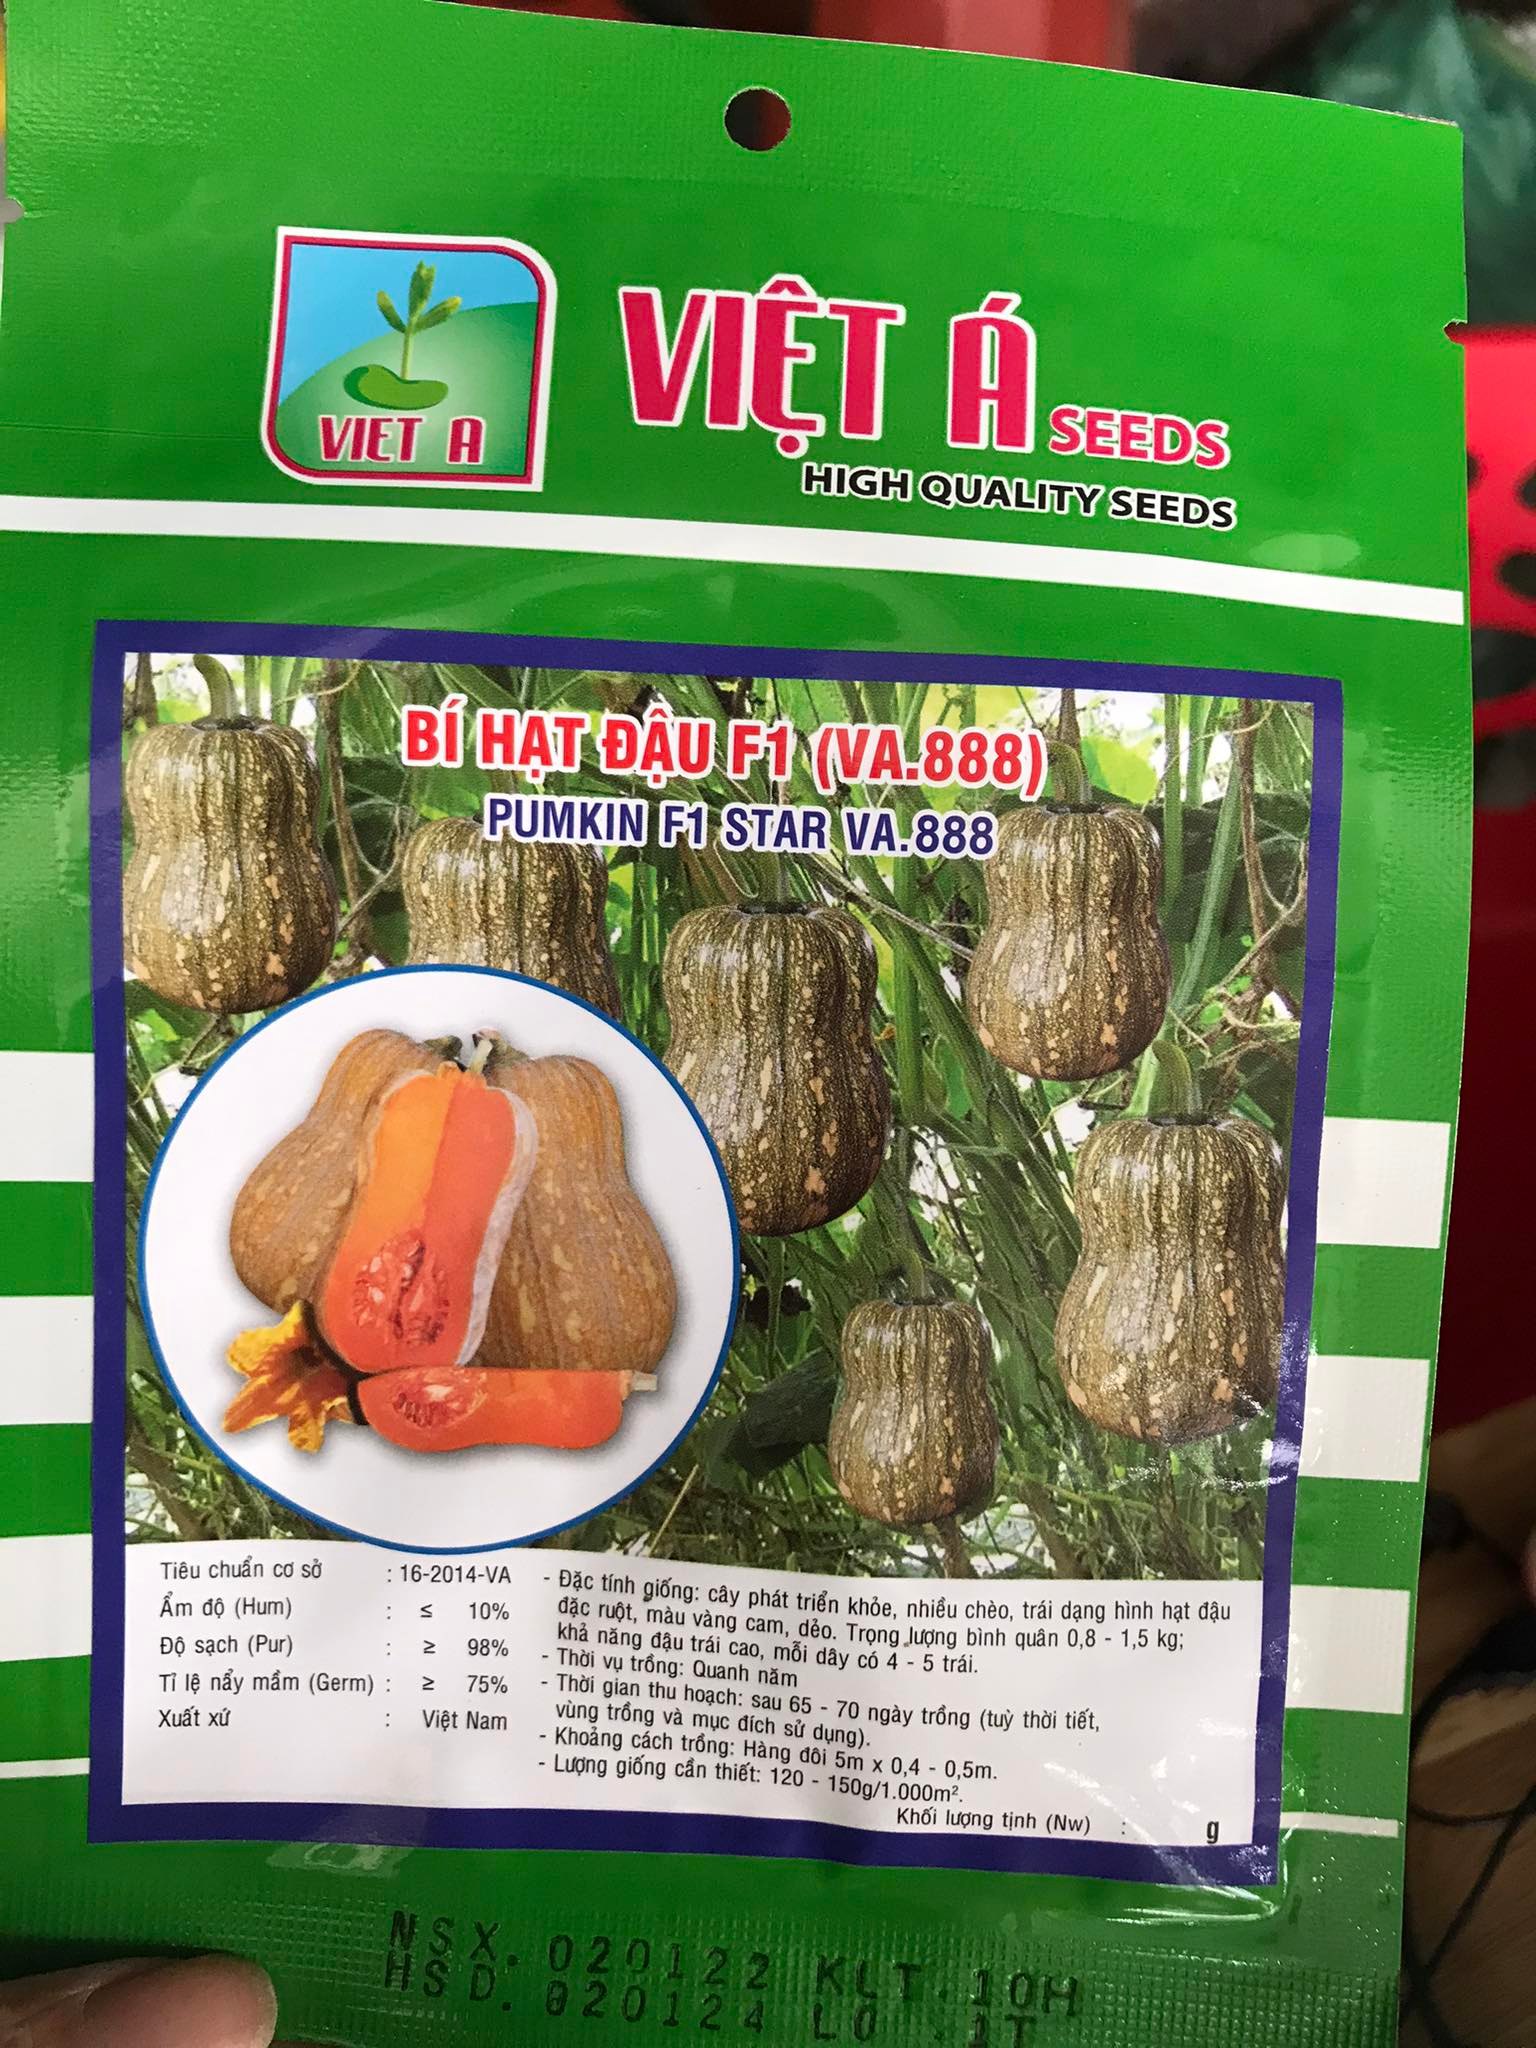 VIET A
VIỆT Á SEEDS
HIGH QUALITY SEEDS
BÍ HẠT ĐẬU F1 (VA.888)
PUMKIN F1 STAR VA.888
Tiêu chuẩn cơ sở : 16-2014-VA
Ẩm độ (Hum) : ≤ 10%
Độ sạch (Pur) : ≥ 98%
Tỉ lệ nẩy mầm (Germ) : ≥ 75%
Xuất xứ : Việt Nam
- Đặc tính giống: cây phát triển khỏe, nhiều chèo, trái dạng hình hạt đậu
đặc ruột, màu vàng cam, dẻo. Trọng lượng bình quân 0,8 - 1,5 kg;
khả năng đậu trái cao, mỗi dây có 4 - 5 trái.
- Thời vụ trồng: Quanh năm
- Thời gian thu hoạch: sau 65 - 70 ngày trồng (tuỳ thời tiết,
vùng trồng và mục đích sử dụng).
- Khoảng cách trồng: Hàng đôi 5m x 0,4 - 0,5m.
- Lượng giống cần thiết: 120 - 150g/1.000m².
Khối lượng tịnh (Nw) : g
NSX. 020122 KLT. 10H
HSD. 020124 LO .1T